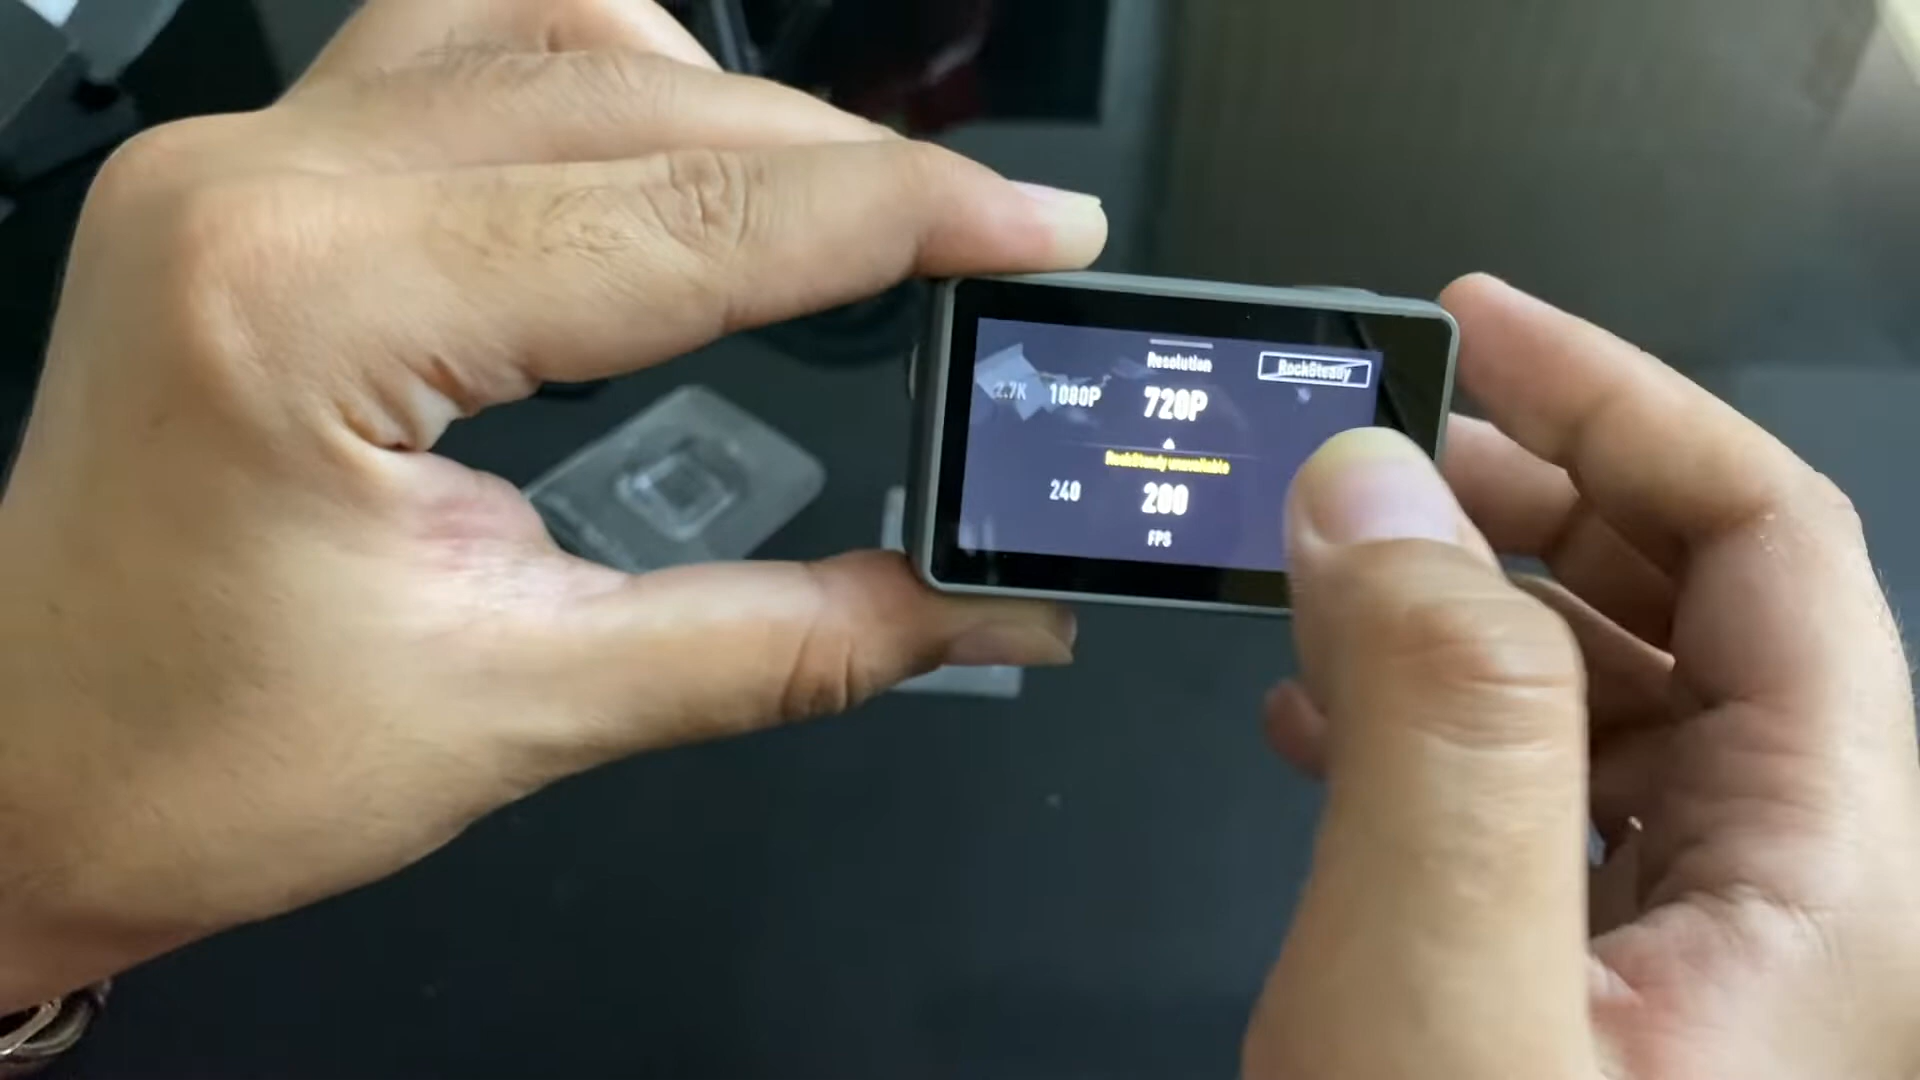 Resolution
RockSteady
2.7K 1080P 720P
RockSteady unavailable
240 200
FPS